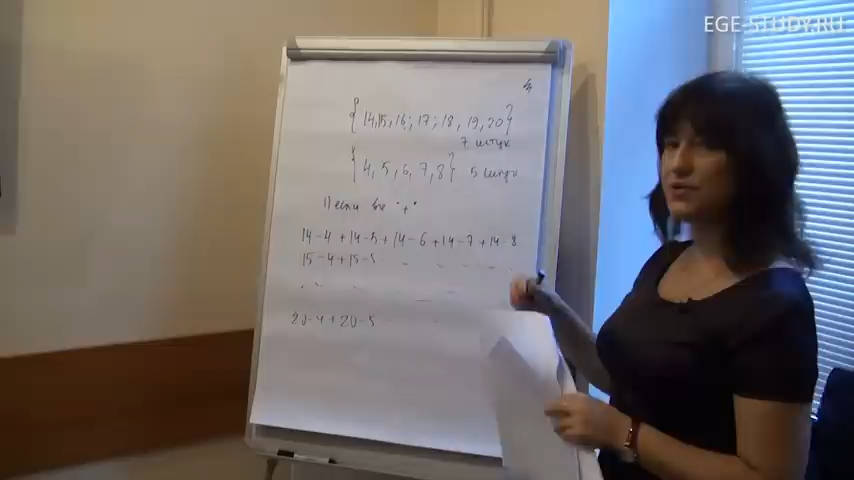 EGE-STUDY.RU
{14,15,16;17;18,19,20}
7 штук
{4,5,6,7,8} 5 штук
1) если все "+"
14-4+14-5+14-6+14-7+14-8
15-4+15-5
20-4+20-5